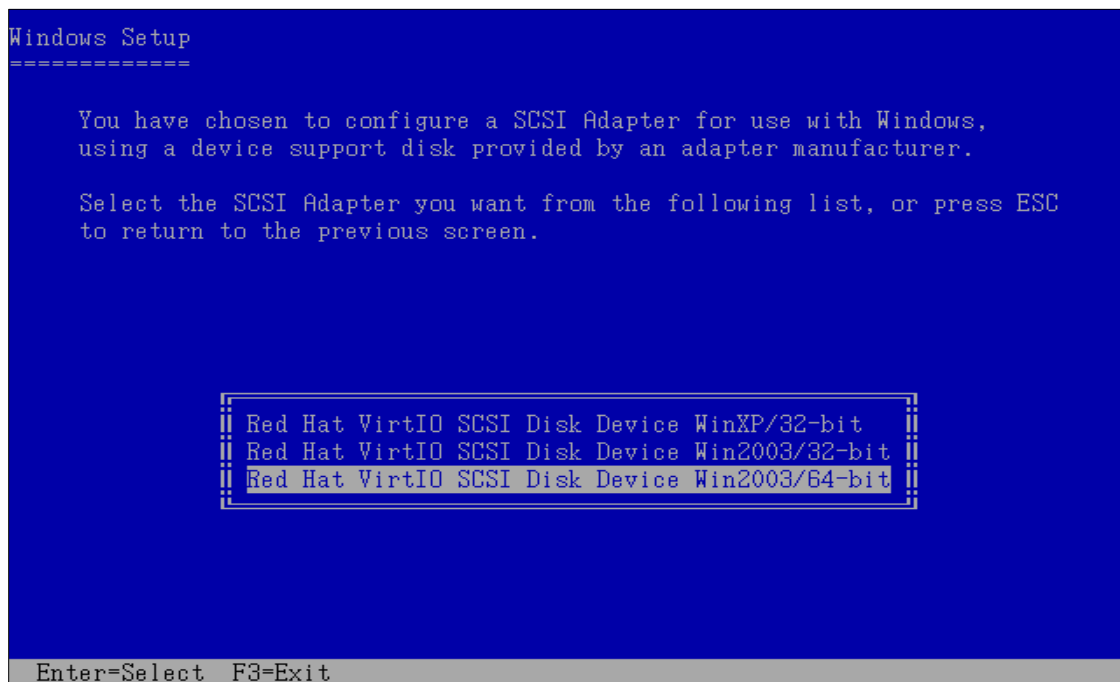 Windows Setup
=============
You have chosen to configure a SCSI Adapter for use with Windows,
using a device support disk provided by an adapter manufacturer.
Select the SCSI Adapter you want from the following list, or press ESC
to return to the previous screen.
Red Hat VirtIO SCSI Disk Device WinXP/32-bit
Red Hat VirtIO SCSI Disk Device Win2003/32-bit
Red Hat VirtIO SCSI Disk Device Win2003/64-bit
Enter=Select F3=Exit